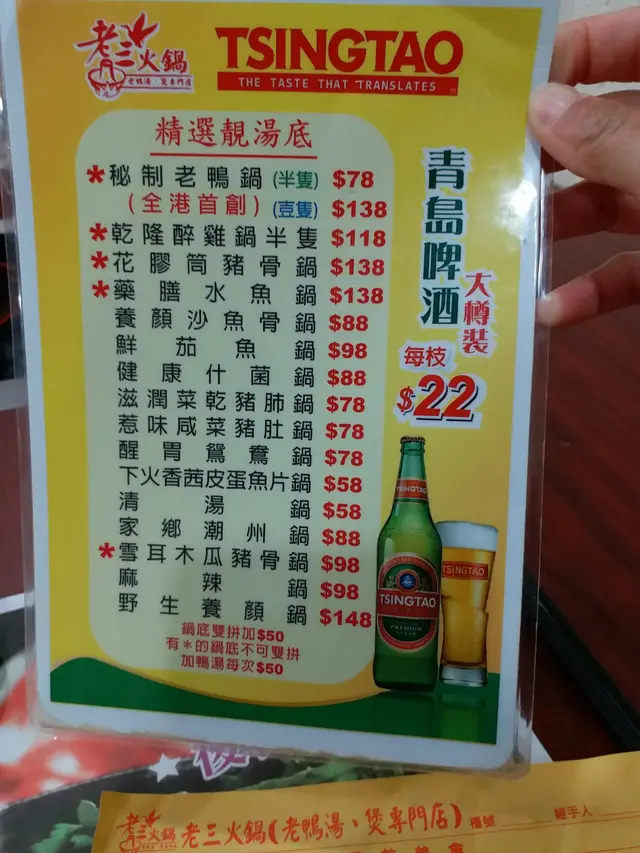 老三火鍋
老鴨湯、煲專門店
TSINGTAO
THE TASTE THAT TRANSLATES
精選靚湯底
*秘制老鴨鍋(半隻) $78
(全港首創)(壹隻) $138
*乾隆醉雞鍋半隻 $118
*花膠筒豬骨鍋 $138
*藥膳水魚鍋 $138
養顏沙魚骨鍋 $88
鮮茄魚鍋 $98
健康什菌鍋 $88
滋潤菜乾豬肺鍋 $78
惹味咸菜豬肚鍋 $78
醒胃鴛鴦鍋 $78
下火香茜皮蛋魚片鍋 $58
清湯鍋 $58
家鄉潮州鍋 $88
*雪耳木瓜豬骨鍋 $98
麻辣鍋 $98
野生養顏鍋 $148
鍋底雙拼加$50
有*的鍋底不可雙拼
加鴨湯每次$50
青島啤酒
大樽裝
每枝
$22
TSINGTAO
TSINGTAO
PREMIUM
TSINGTAO
老三火鍋(老鴨湯、煲專門店) 檯號 經手人